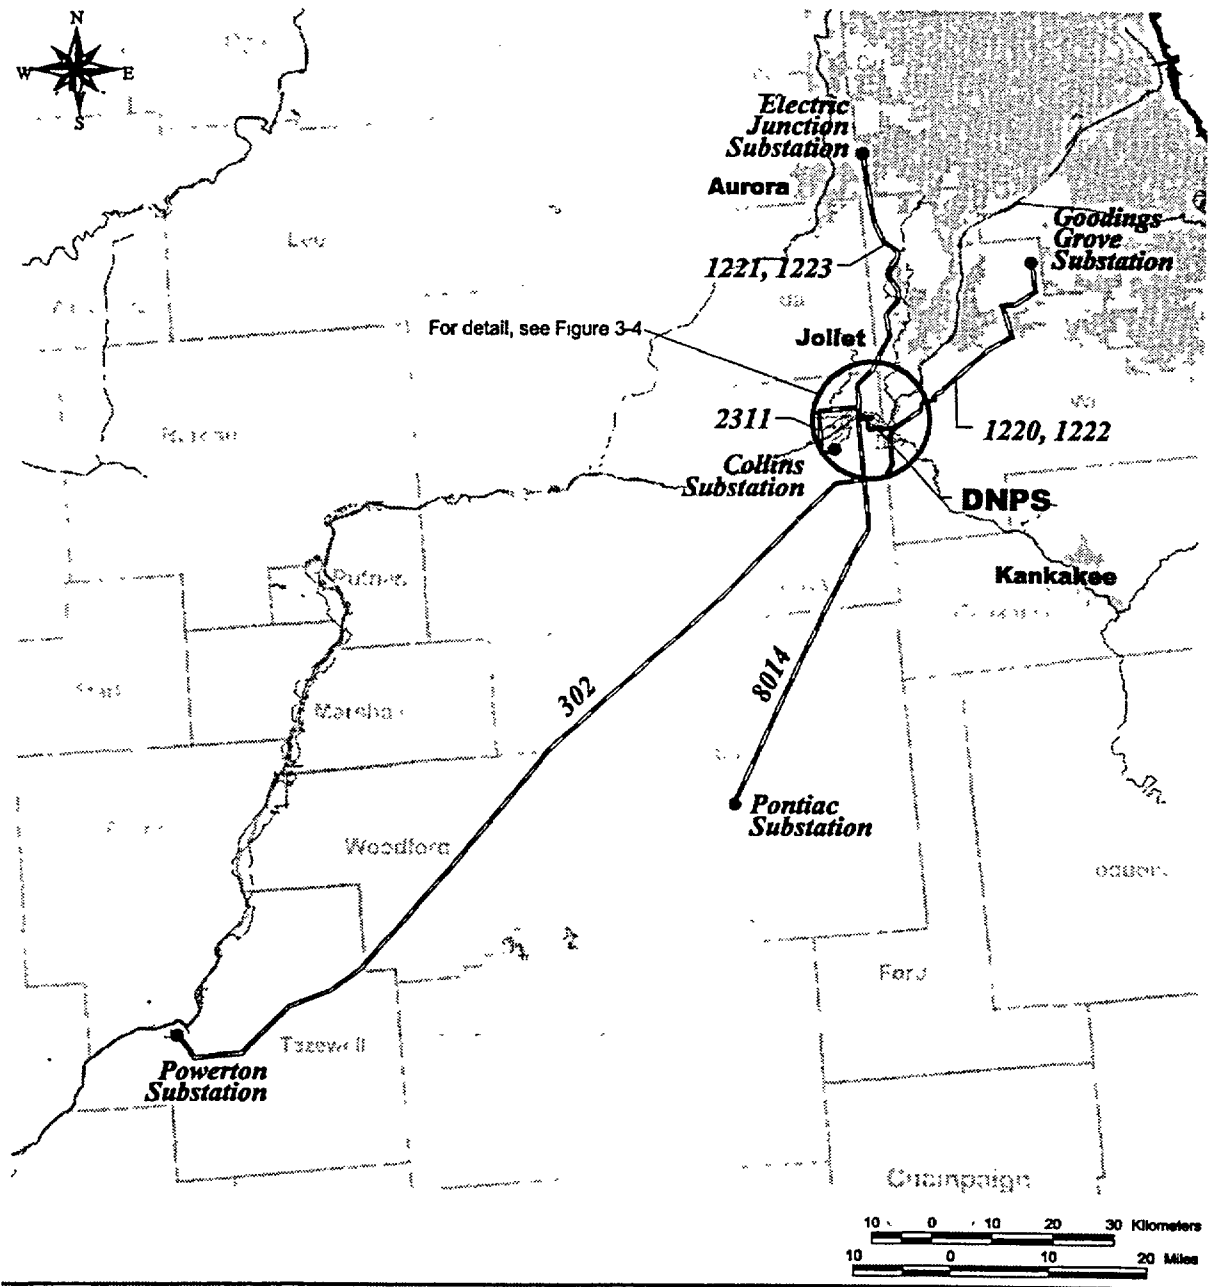 N
W
E
S
Electric
Junction
Substation
Aurora
Goodings
Grove
Substation
1221, 1223
For detail, see Figure 3-4
Joliet
2311
1220, 1222
Collins
Substation
DNPS
Kankakee
Marsha
302
8014
Pontiac
Substation
Woodford
Ford
Tazewell
Powerton
Substation
Champaign
10 0 10 20 30 Kilometers
10 0 10 20 Miles